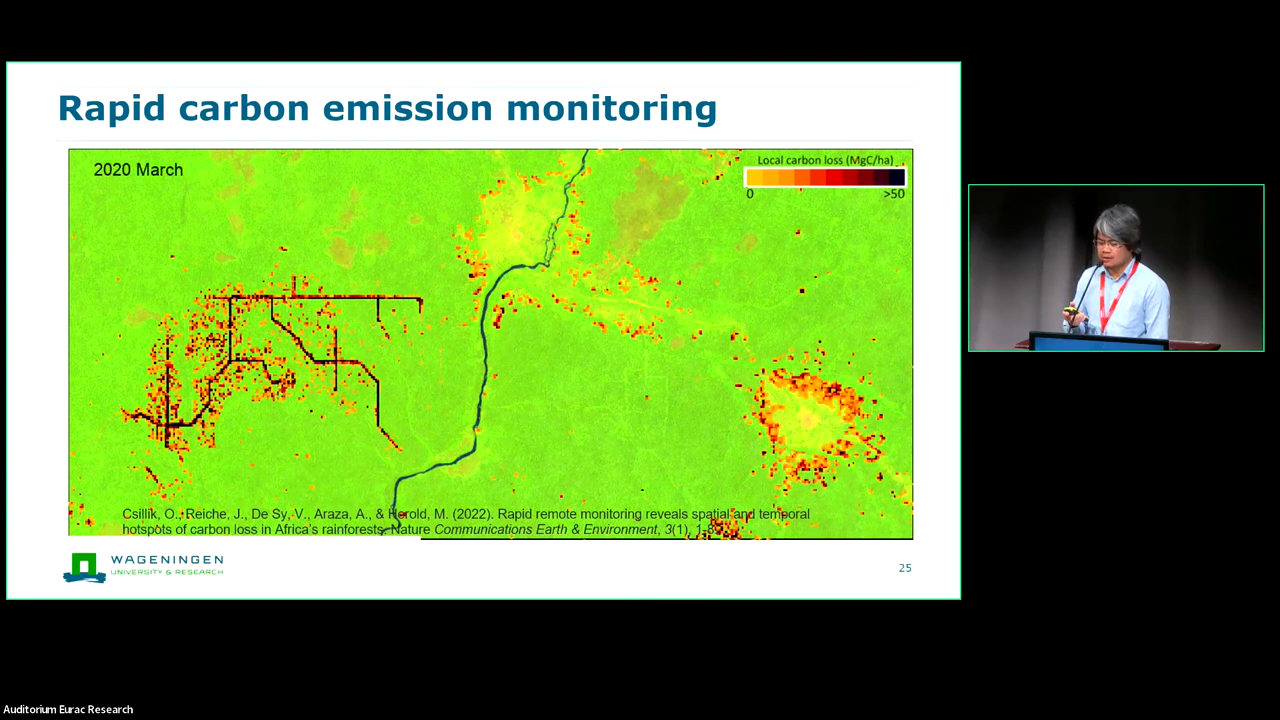 Rapid carbon emission monitoring
2020 March
Local carbon loss (MgC/ha)
0 >50
Csillik, O., Reiche, J., De Sy, V., Araza, A., & Herold, M. (2022). Rapid remote monitoring reveals spatial and temporal
hotspots of carbon loss in Africa's rainforests. Nature Communications Earth & Environment, 3(1),
WAGENINGEN
UNIVERSITY & RESEARCH
25
Auditorium Eurac Research